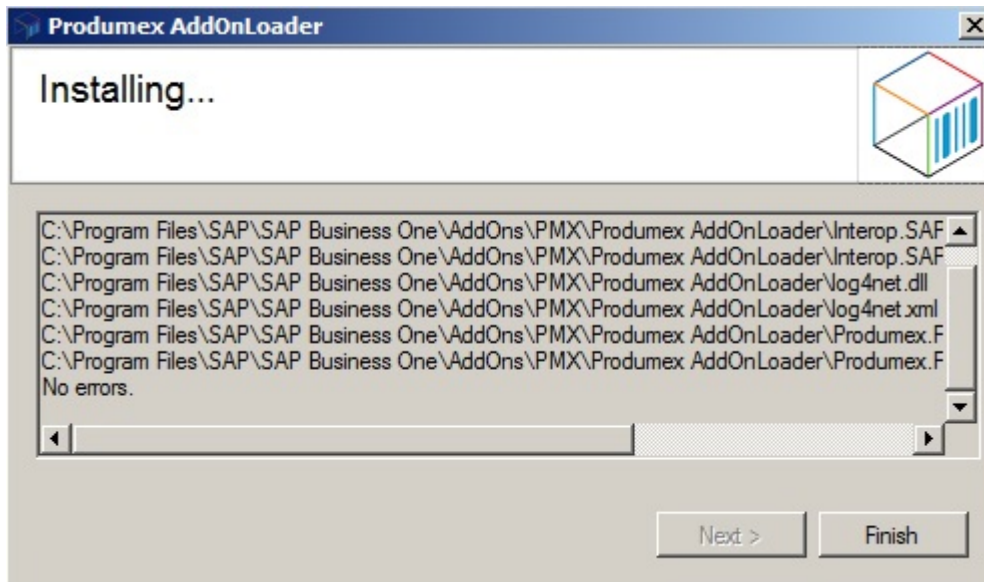 Produmex AddOnLoader
Installing...
C:\Program Files\SAP\SAP Business One\AddOns\PMX\Produmex AddOnLoader\Interop.SAF
C:\Program Files\SAP\SAP Business One\AddOns\PMX\Produmex AddOnLoader\Interop.SAF
C:\Program Files\SAP\SAP Business One\AddOns\PMX\Produmex AddOnLoader\log4net.dll
C:\Program Files\SAP\SAP Business One\AddOns\PMX\Produmex AddOnLoader\log4net.xml
C:\Program Files\SAP\SAP Business One\AddOns\PMX\Produmex AddOnLoader\Produmex.F
C:\Program Files\SAP\SAP Business One\AddOns\PMX\Produmex AddOnLoader\Produmex.F
No errors.
Next > Finish